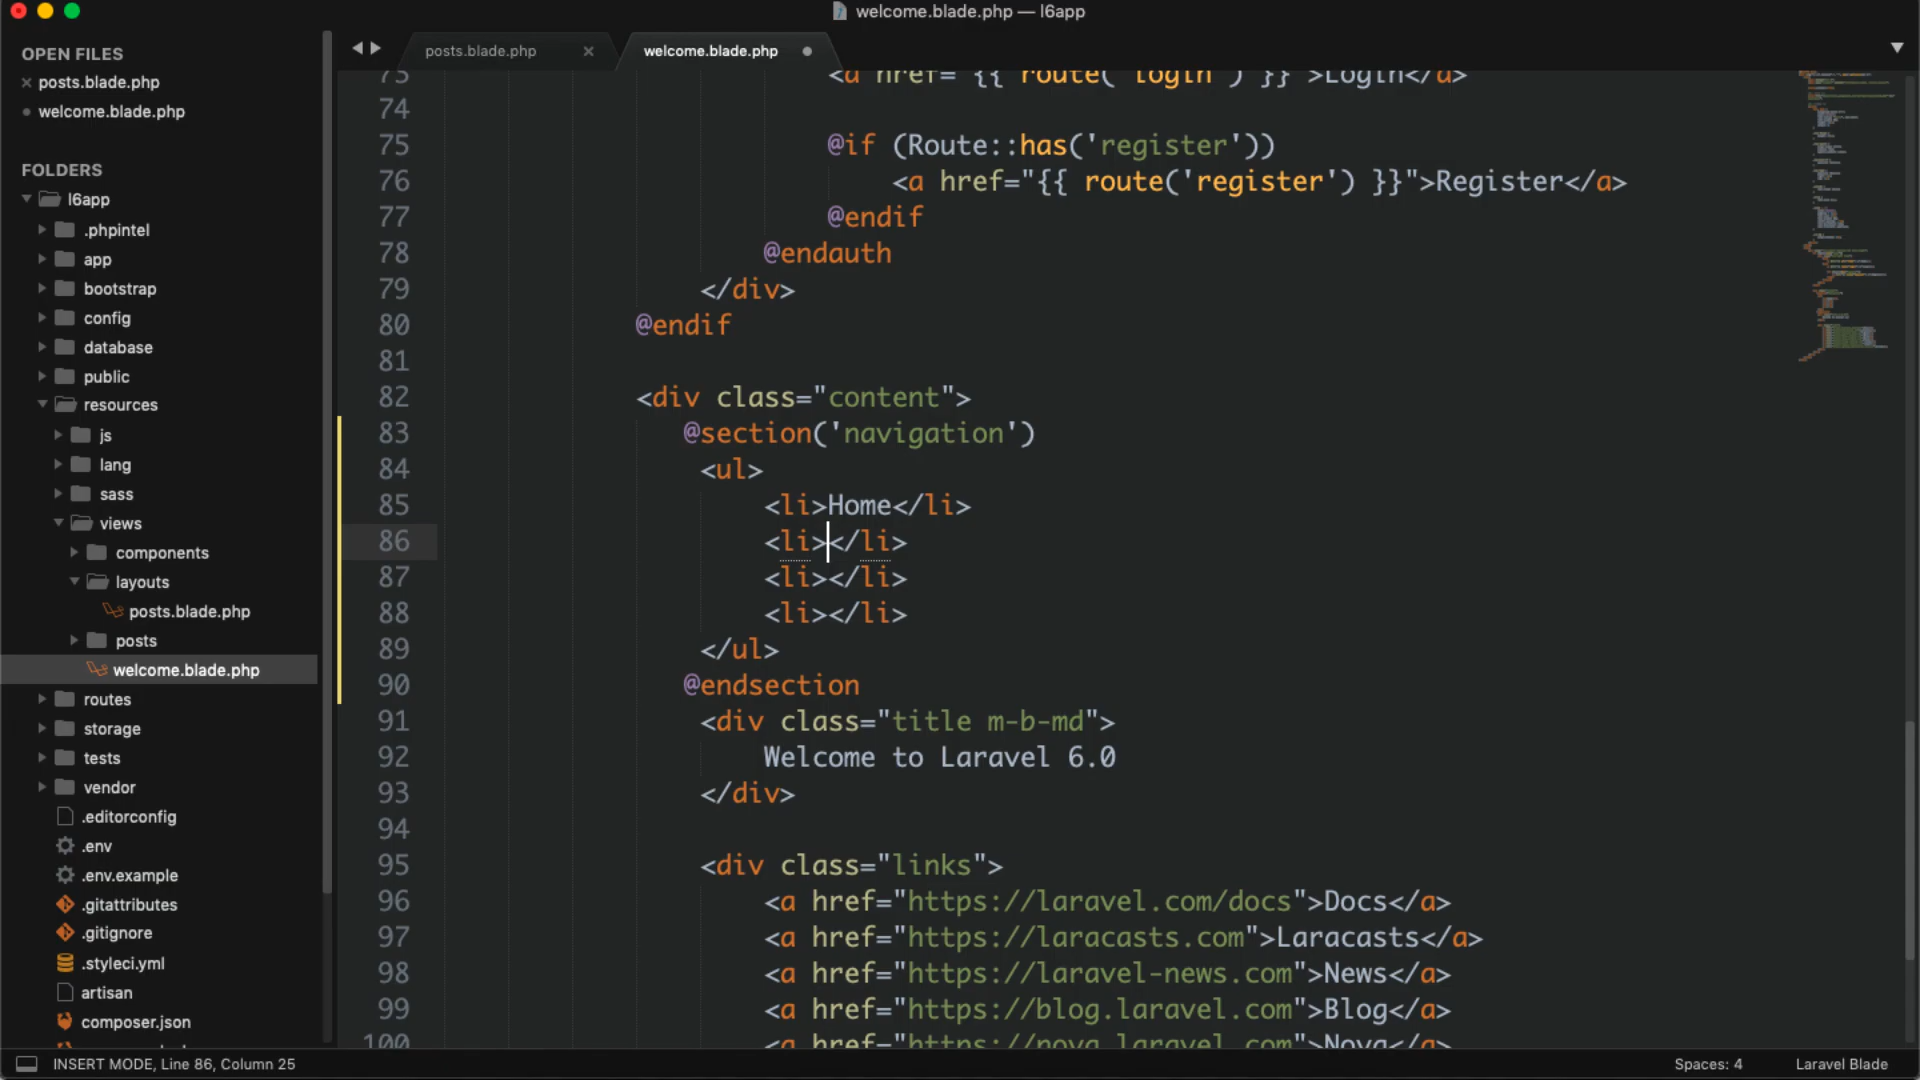 welcome.blade.php — l6app
OPEN FILES
posts.blade.php
welcome.blade.php
FOLDERS
l6app
.phpintel
app
bootstrap
config
database
public
resources
js
lang
sass
views
components
layouts
posts.blade.php
posts
welcome.blade.php
routes
storage
tests
vendor
.editorconfig
.env
.env.example
.gitattributes
.gitignore
.styleci.yml
artisan
composer.json
posts.blade.php
welcome.blade.php
73 <a href="{{ route('login') }}">Login</a>
74
75 @if (Route::has('register'))
76 <a href="{{ route('register') }}">Register</a>
77 @endif
78 @endauth
79 </div>
80 @endif
81
82 <div class="content">
83 @section('navigation')
84 <ul>
85 <li>Home</li>
86 <li></li>
87 <li></li>
88 <li></li>
89 </ul>
90 @endsection
91 <div class="title m-b-md">
92 Welcome to Laravel 6.0
93 </div>
94
95 <div class="links">
96 <a href="https://laravel.com/docs">Docs</a>
97 <a href="https://laracasts.com">Laracasts</a>
98 <a href="https://laravel-news.com">News</a>
99 <a href="https://blog.laravel.com">Blog</a>
100 <a href="https://nova.laravel.com">Nova</a>
INSERT MODE, Line 86, Column 25
Spaces: 4
Laravel Blade